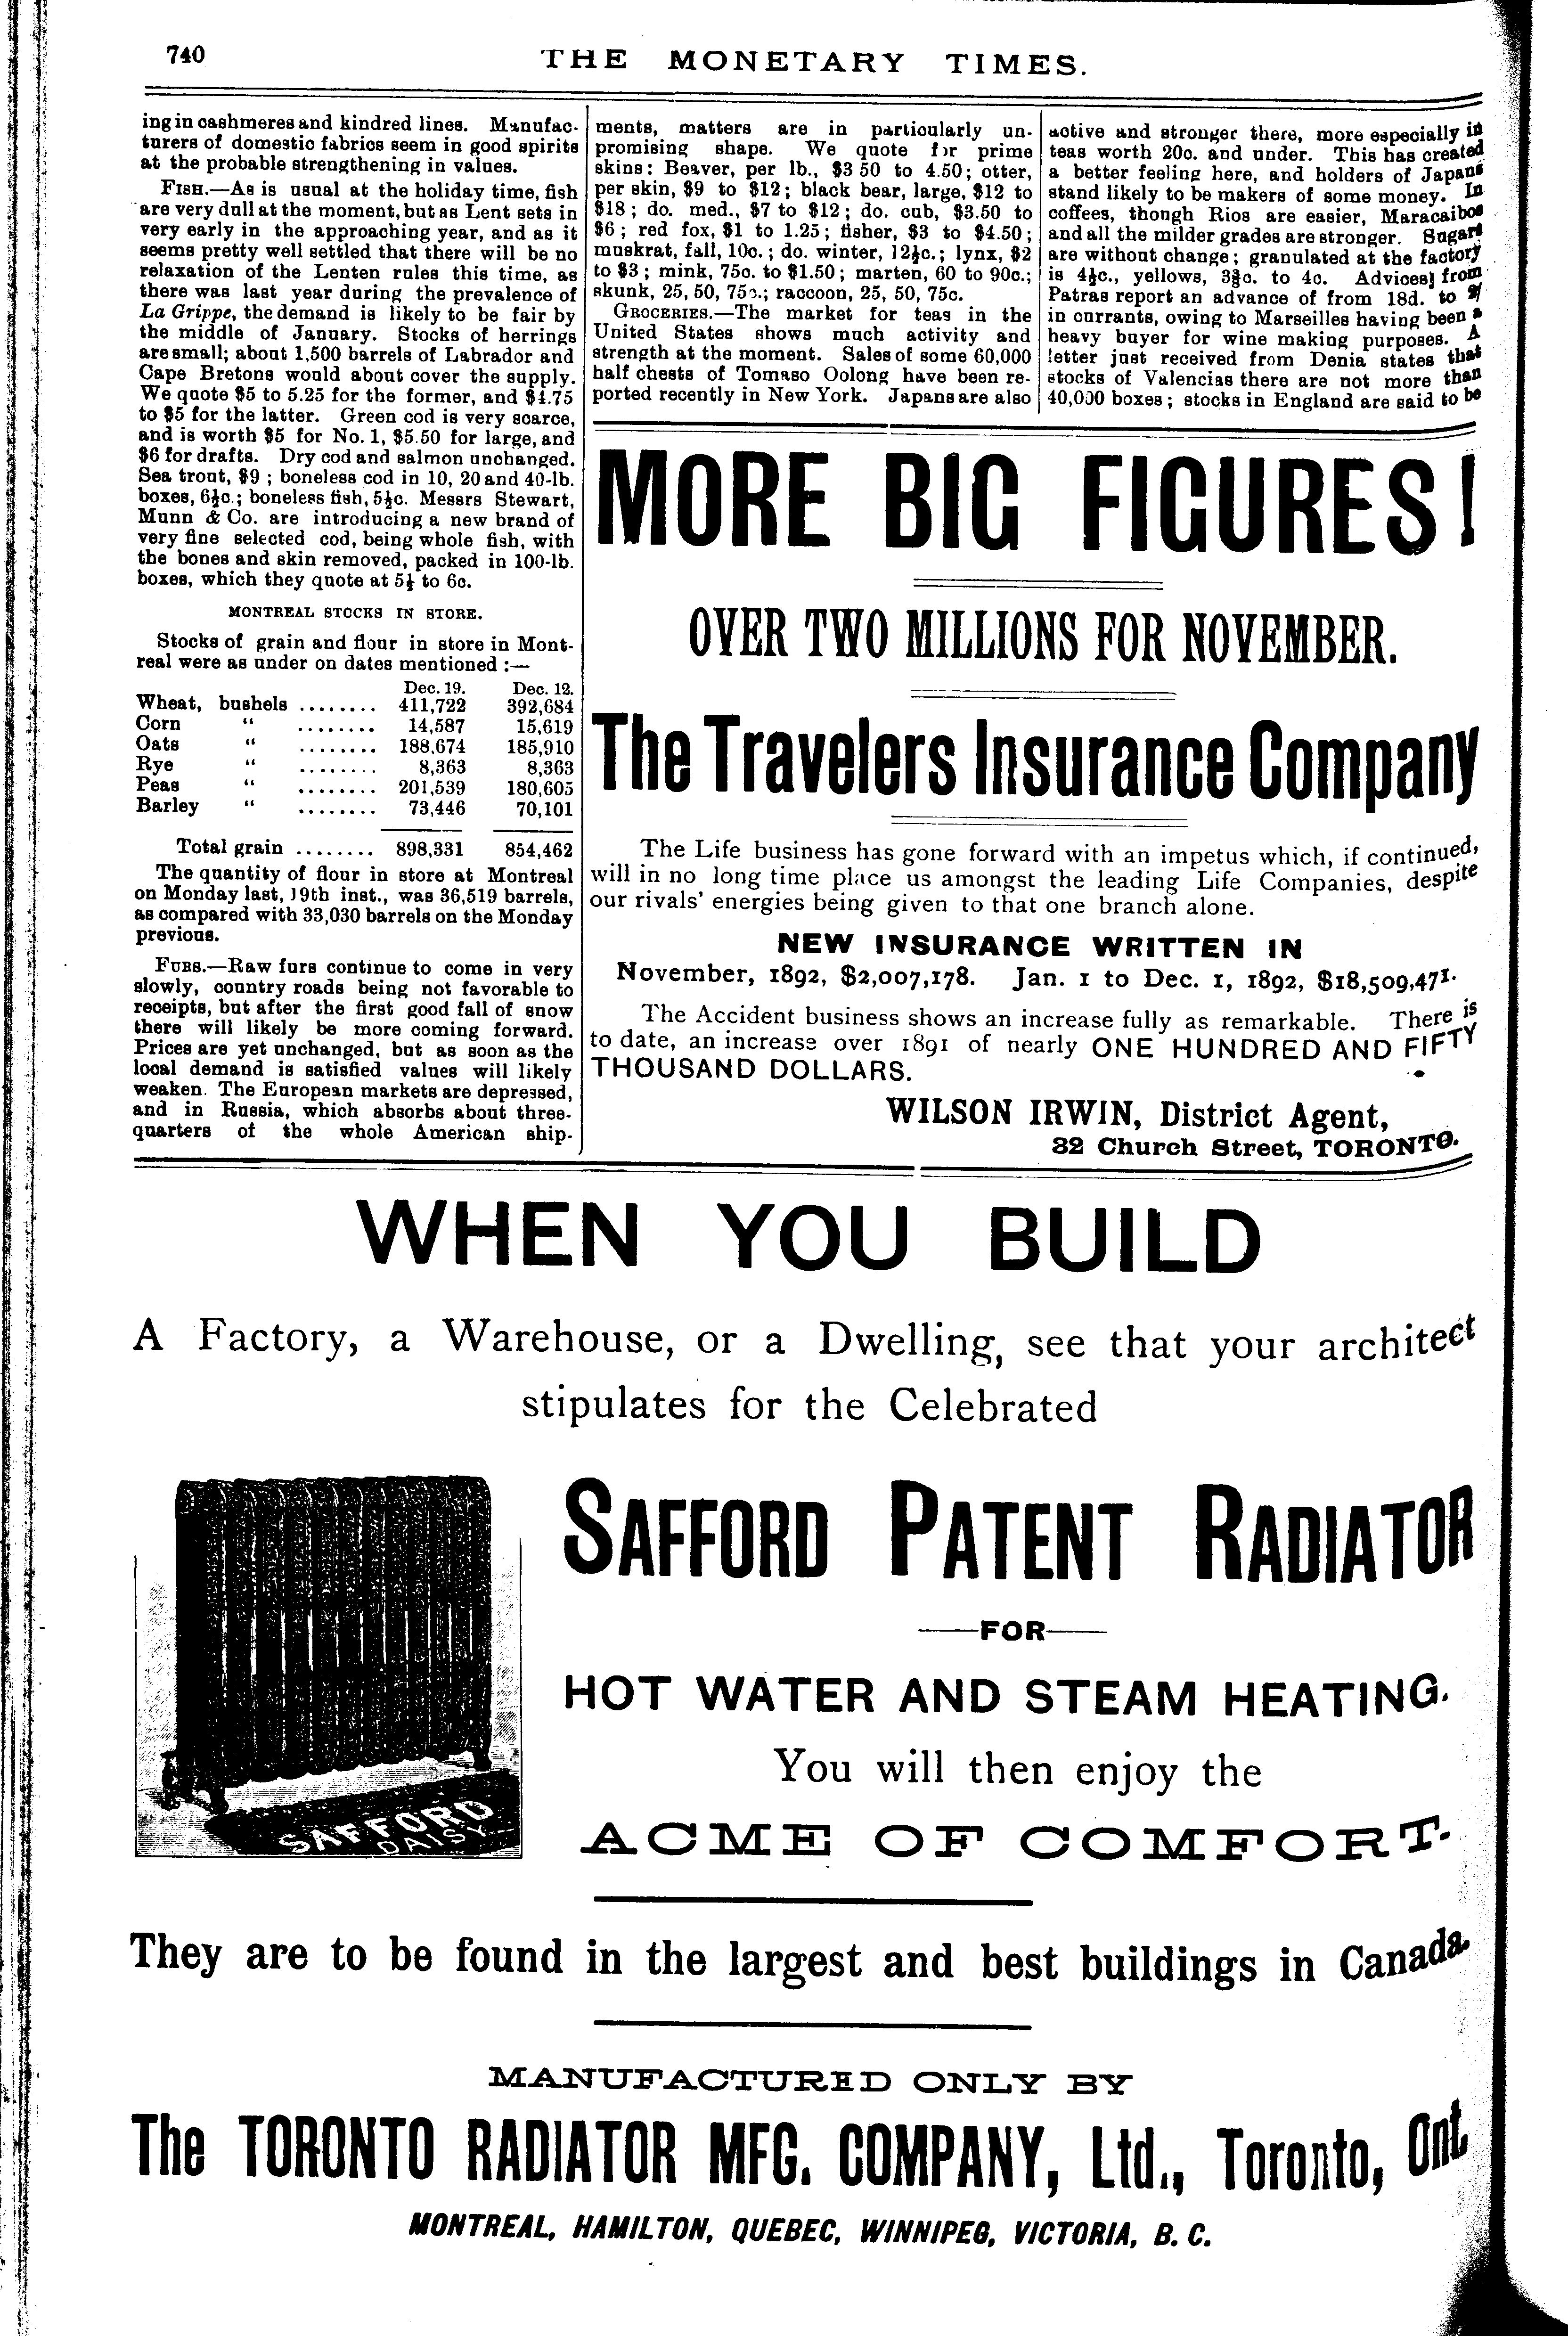 740
THE MONETARY TIMES.
ing in cashmeres and kindred lines. Manufac-
turers of domestic fabrics seem in good spirits
at the probable strengthening in values.
FISH.—As is usual at the holiday time, fish
are very dull at the moment, but as Lent sets in
very early in the approaching year, and as it
seems pretty well settled that there will be no
relaxation of the Lenten rules this time, as
there was last year during the prevalence of
La Grippe, the demand is likely to be fair by
the middle of January. Stocks of herrings
are small; about 1,500 barrels of Labrador and
Cape Bretons would about cover the supply.
We quote $5 to 5.25 for the former, and $4.75
to $5 for the latter. Green cod is very scarce,
and is worth $5 for No. 1, $5.50 for large, and
$6 for drafts. Dry cod and salmon unchanged.
Sea trout, $9 ; boneless cod in 10, 20 and 40-lb.
boxes, 6½c.; boneless fish, 5½c. Messrs Stewart,
Munn & Co. are introducing a new brand of
very fine selected cod, being whole fish, with
the bones and skin removed, packed in 100-lb.
boxes, which they quote at 5½ to 6c.
MONTREAL STOCKS IN STORE.
Stocks of grain and flour in store in Mont-
real were as under on dates mentioned :—
Dec. 19. Dec. 12.
Wheat, bushels ........ 411,722 392,684
Corn “ ........ 14,587 15,619
Oats “ ........ 188,674 185,910
Rye “ ........ 8,363 8,363
Peas “ ........ 201,539 180,605
Barley “ ........ 73,446 70,101
Total grain ........ 898,331 854,462
The quantity of flour in store at Montreal
on Monday last, 19th inst., was 36,519 barrels,
as compared with 33,030 barrels on the Monday
previous.
FURS.—Raw furs continue to come in very
slowly, country roads being not favorable to
receipts, but after the first good fall of snow
there will likely be more coming forward.
Prices are yet unchanged, but as soon as the
local demand is satisfied values will likely
weaken. The European markets are depressed,
and in Russia, which absorbs about three-
quarters of the whole American ship-
ments, matters are in particularly un-
promising shape. We quote for prime
skins: Beaver, per lb., $3 50 to 4.50; otter,
per skin, $9 to $12; black bear, large, $12 to
$18; do. med., $7 to $12; do. cub, $3.50 to
$6; red fox, $1 to 1.25; fisher, $3 to $4.50;
muskrat, fall, 10c.; do. winter, 12½c.; lynx, $2
to $3; mink, 75c. to $1.50; marten, 60 to 90c.;
skunk, 25, 50, 75c.; raccoon, 25, 50, 75c.
GROCERIES.—The market for teas in the
United States shows much activity and
strength at the moment. Sales of some 60,000
half chests of Tomaso Oolong have been re-
ported recently in New York. Japans are also
active and stronger there, more especially in
teas worth 20c. and under. This has created
a better feeling here, and holders of Japans
stand likely to be makers of some money. In
coffees, though Rios are easier, Maracaibos
and all the milder grades are stronger. Sugars
are without change; granulated at the factory
is 4½c., yellows, 3⅜c. to 4c. Advices from
Patras report an advance of from 18d. to
in currants, owing to Marseilles having been a
heavy buyer for wine making purposes. A
letter just received from Denia states that
stocks of Valencias there are not more than
40,000 boxes; stocks in England are said to be
MORE BIG FIGURES!
OVER TWO MILLIONS FOR NOVEMBER.
The Travelers Insurance Company
The Life business has gone forward with an impetus which, if continued,
will in no long time place us amongst the leading Life Companies, despite
our rivals' energies being given to that one branch alone.
NEW INSURANCE WRITTEN IN
November, 1892, $2,007,178. Jan. 1 to Dec. 1, 1892, $18,509,471.
The Accident business shows an increase fully as remarkable. There is
to date, an increase over 1891 of nearly ONE HUNDRED AND FIFTY
THOUSAND DOLLARS.
WILSON IRWIN, District Agent,
32 Church Street, TORONTO.
WHEN YOU BUILD
A Factory, a Warehouse, or a Dwelling, see that your architect
stipulates for the Celebrated
SAFFORD PATENT RADIATOR
—FOR—
HOT WATER AND STEAM HEATING.
You will then enjoy the
ACME OF COMFORT.
SAFFORD
DAISY
They are to be found in the largest and best buildings in Canada.
MANUFACTURED ONLY BY
The TORONTO RADIATOR MFG. COMPANY, Ltd., Toronto, Ont.
MONTREAL, HAMILTON, QUEBEC, WINNIPEG, VICTORIA, B. C.